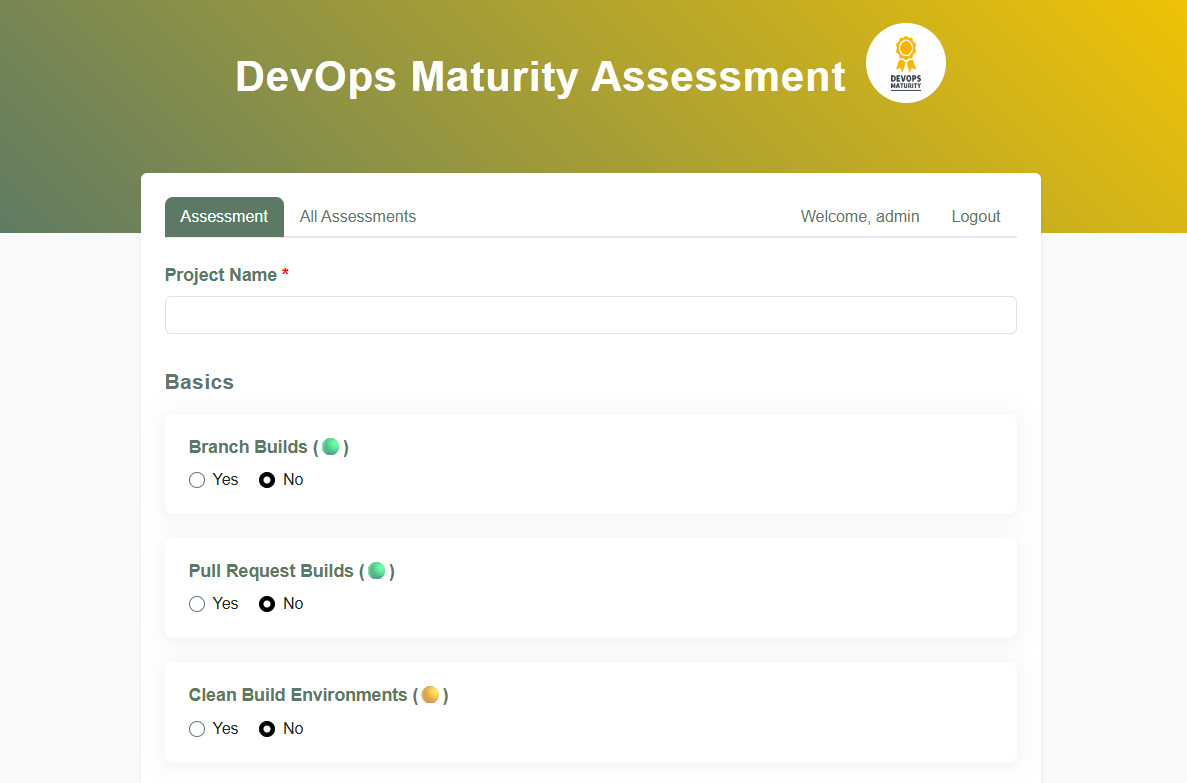 DevOps Maturity Assessment
DEVOPS
MATURITY
Assessment
All Assessments
Welcome, admin
Logout
Project Name *
Basics
Branch Builds (🟢)
Yes
No
Pull Request Builds (🟢)
Yes
No
Clean Build Environments (🟡)
Yes
No